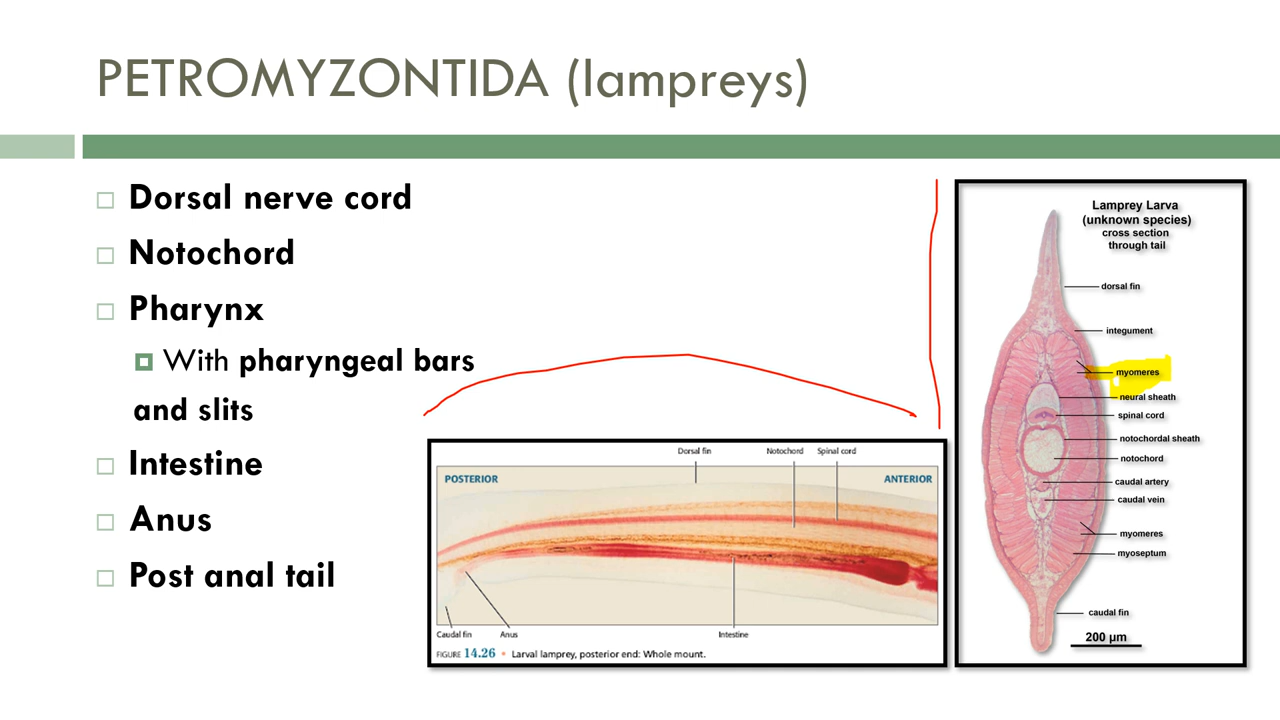 PETROMYZONTIDA (lampreys)
Dorsal nerve cord
Notochord
Pharynx
With pharyngeal bars
and slits
Intestine
Anus
Post anal tail
Dorsal fin
Notochord
Spinal cord
POSTERIOR
ANTERIOR
Caudal fin
Anus
Intestine
FIGURE 14.26 • Larval lamprey, posterior end: Whole mount.
Lamprey Larva
(unknown species)
cross section
through tail
dorsal fin
integument
myomeres
neural sheath
spinal cord
notochordal sheath
notochord
caudal artery
caudal vein
myomeres
myoseptum
caudal fin
200 µm